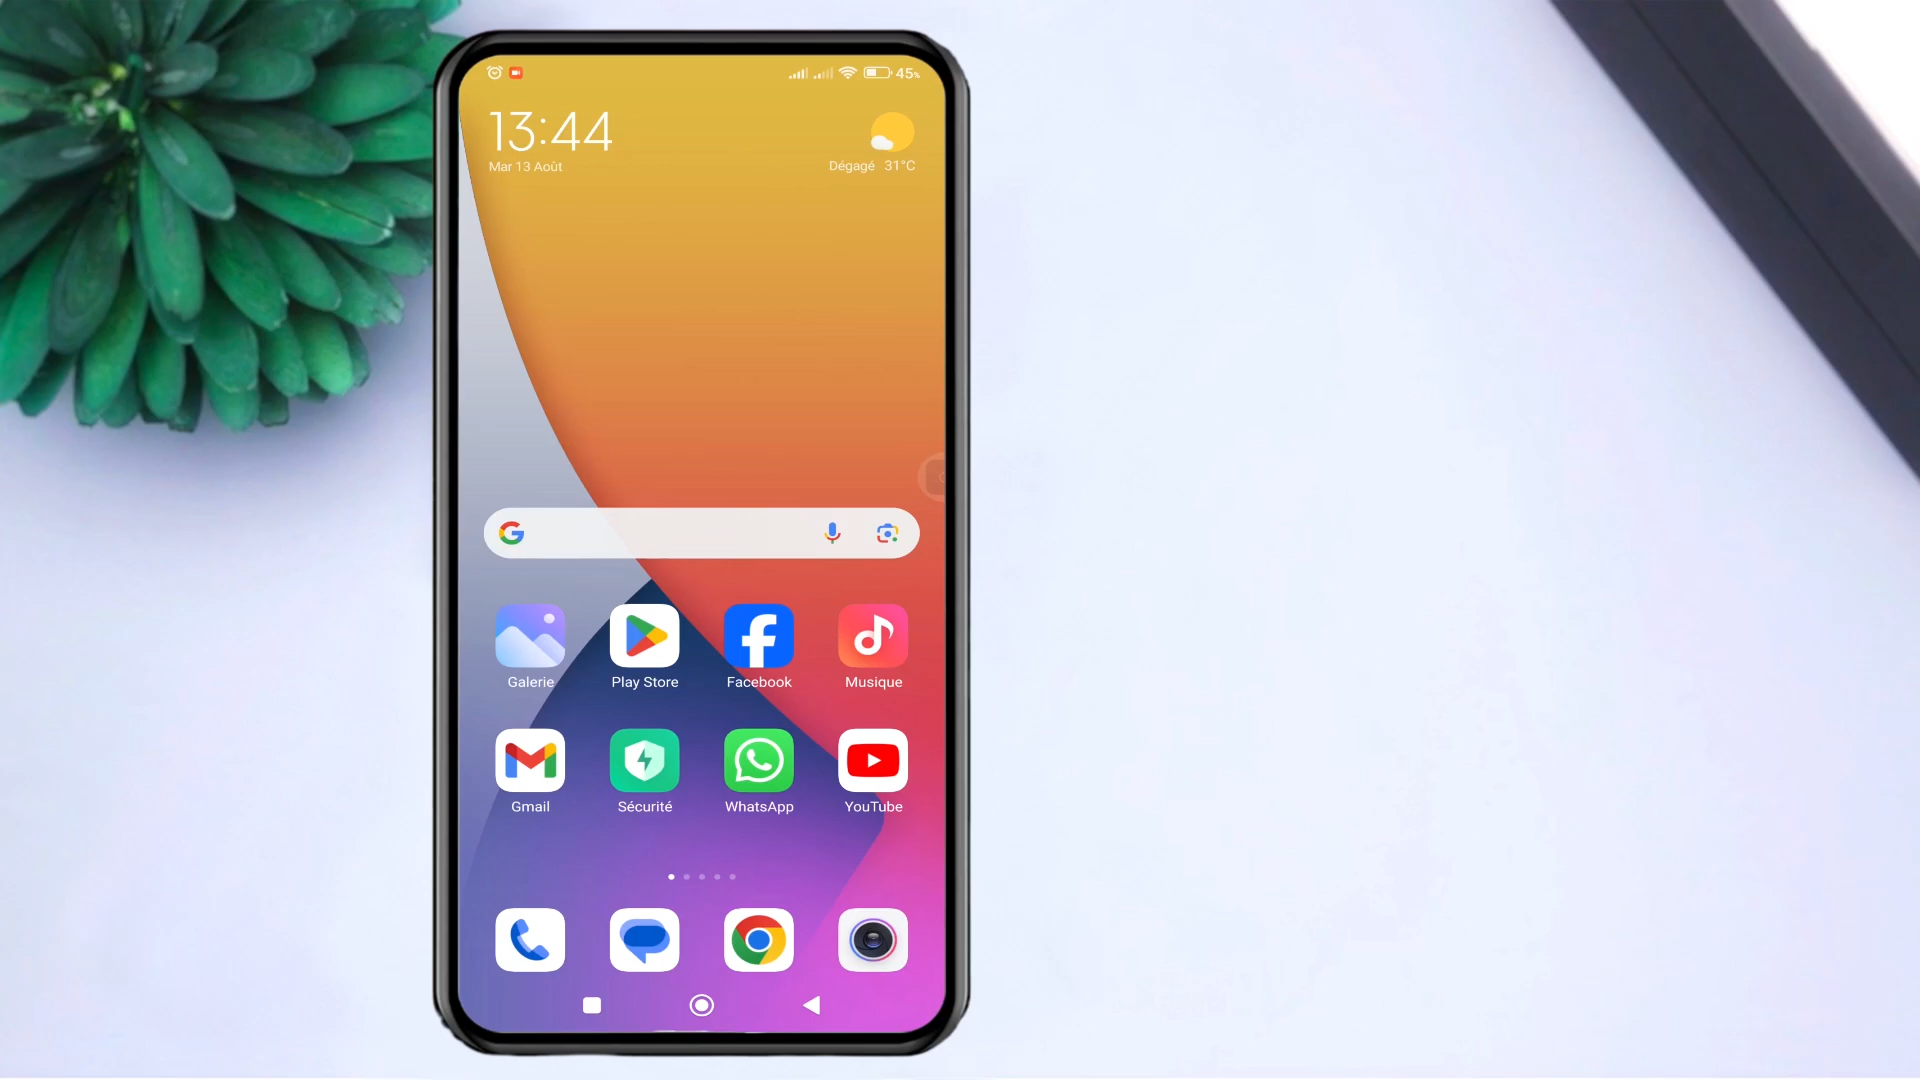 45%
13:44
Mar 13 Août
Dégagé 31°C
Galerie Play Store Facebook Musique
Gmail Sécurité WhatsApp YouTube